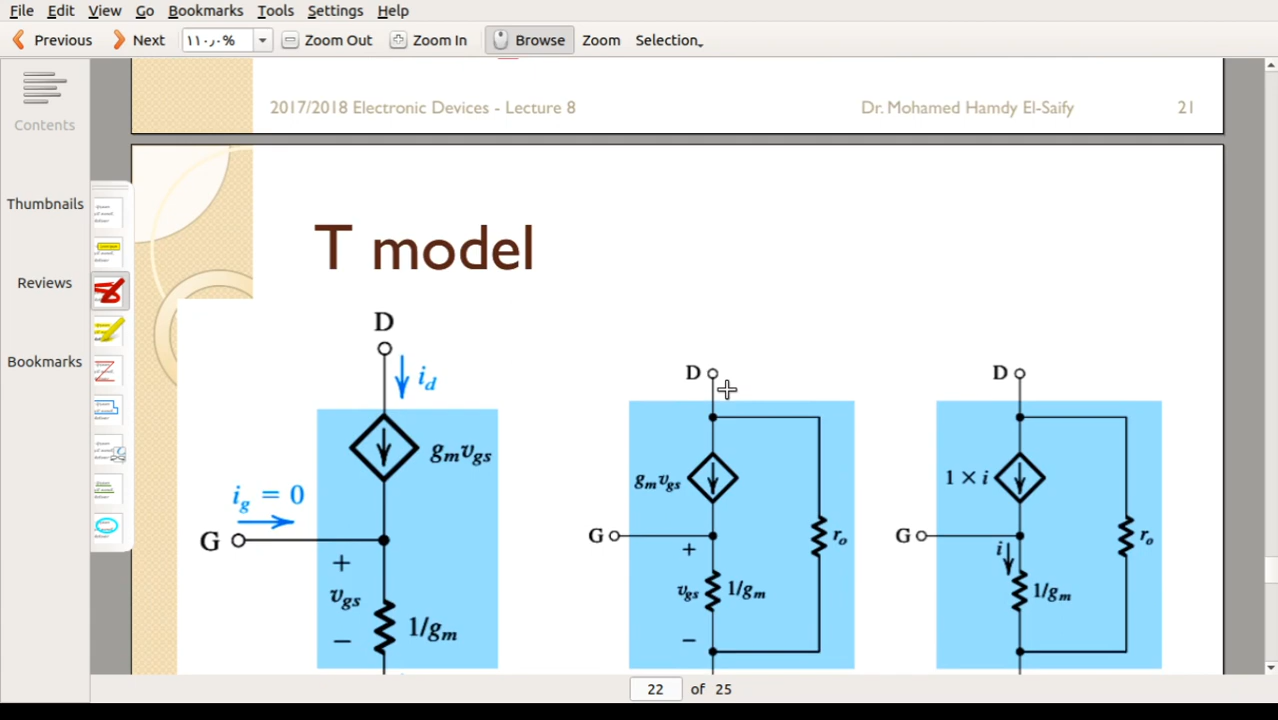 File Edit View Go Bookmarks Tools Settings Help
Previous Next ١١٠٫٠% Zoom Out Zoom In Browse Zoom Selection
Contents
Thumbnails
Reviews
Bookmarks
2017/2018 Electronic Devices - Lecture 8 Dr. Mohamed Hamdy El-Saify 21
T model
D
i_d
g_m v_gs
i_g = 0
G
+
v_gs
−
1/g_m
D
g_m v_gs
G
+
v_gs
−
1/g_m
r_o
D
1 × i
G
i
1/g_m
r_o
22 of 25